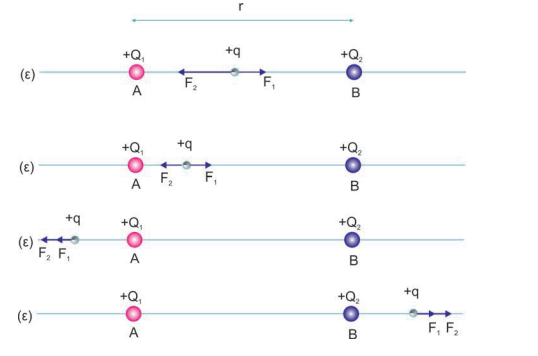 r
+Q₁ +q +Q₂
(ε) F₂ F₁
A B
+Q₁ +q +Q₂
(ε) F₂ F₁
A B
+q +Q₁ +Q₂
(ε) F₂ F₁ A B
+Q₁ +Q₂ +q
(ε) F₁ F₂
A B